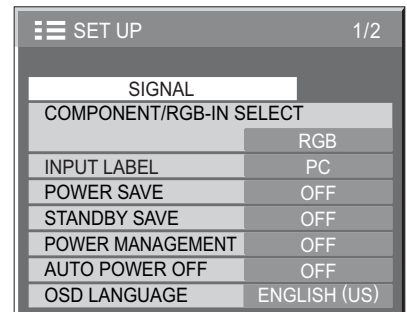 SET UP 1/2
SIGNAL
COMPONENT/RGB-IN SELECT
RGB
INPUT LABEL PC
POWER SAVE OFF
STANDBY SAVE OFF
POWER MANAGEMENT OFF
AUTO POWER OFF OFF
OSD LANGUAGE ENGLISH (US)